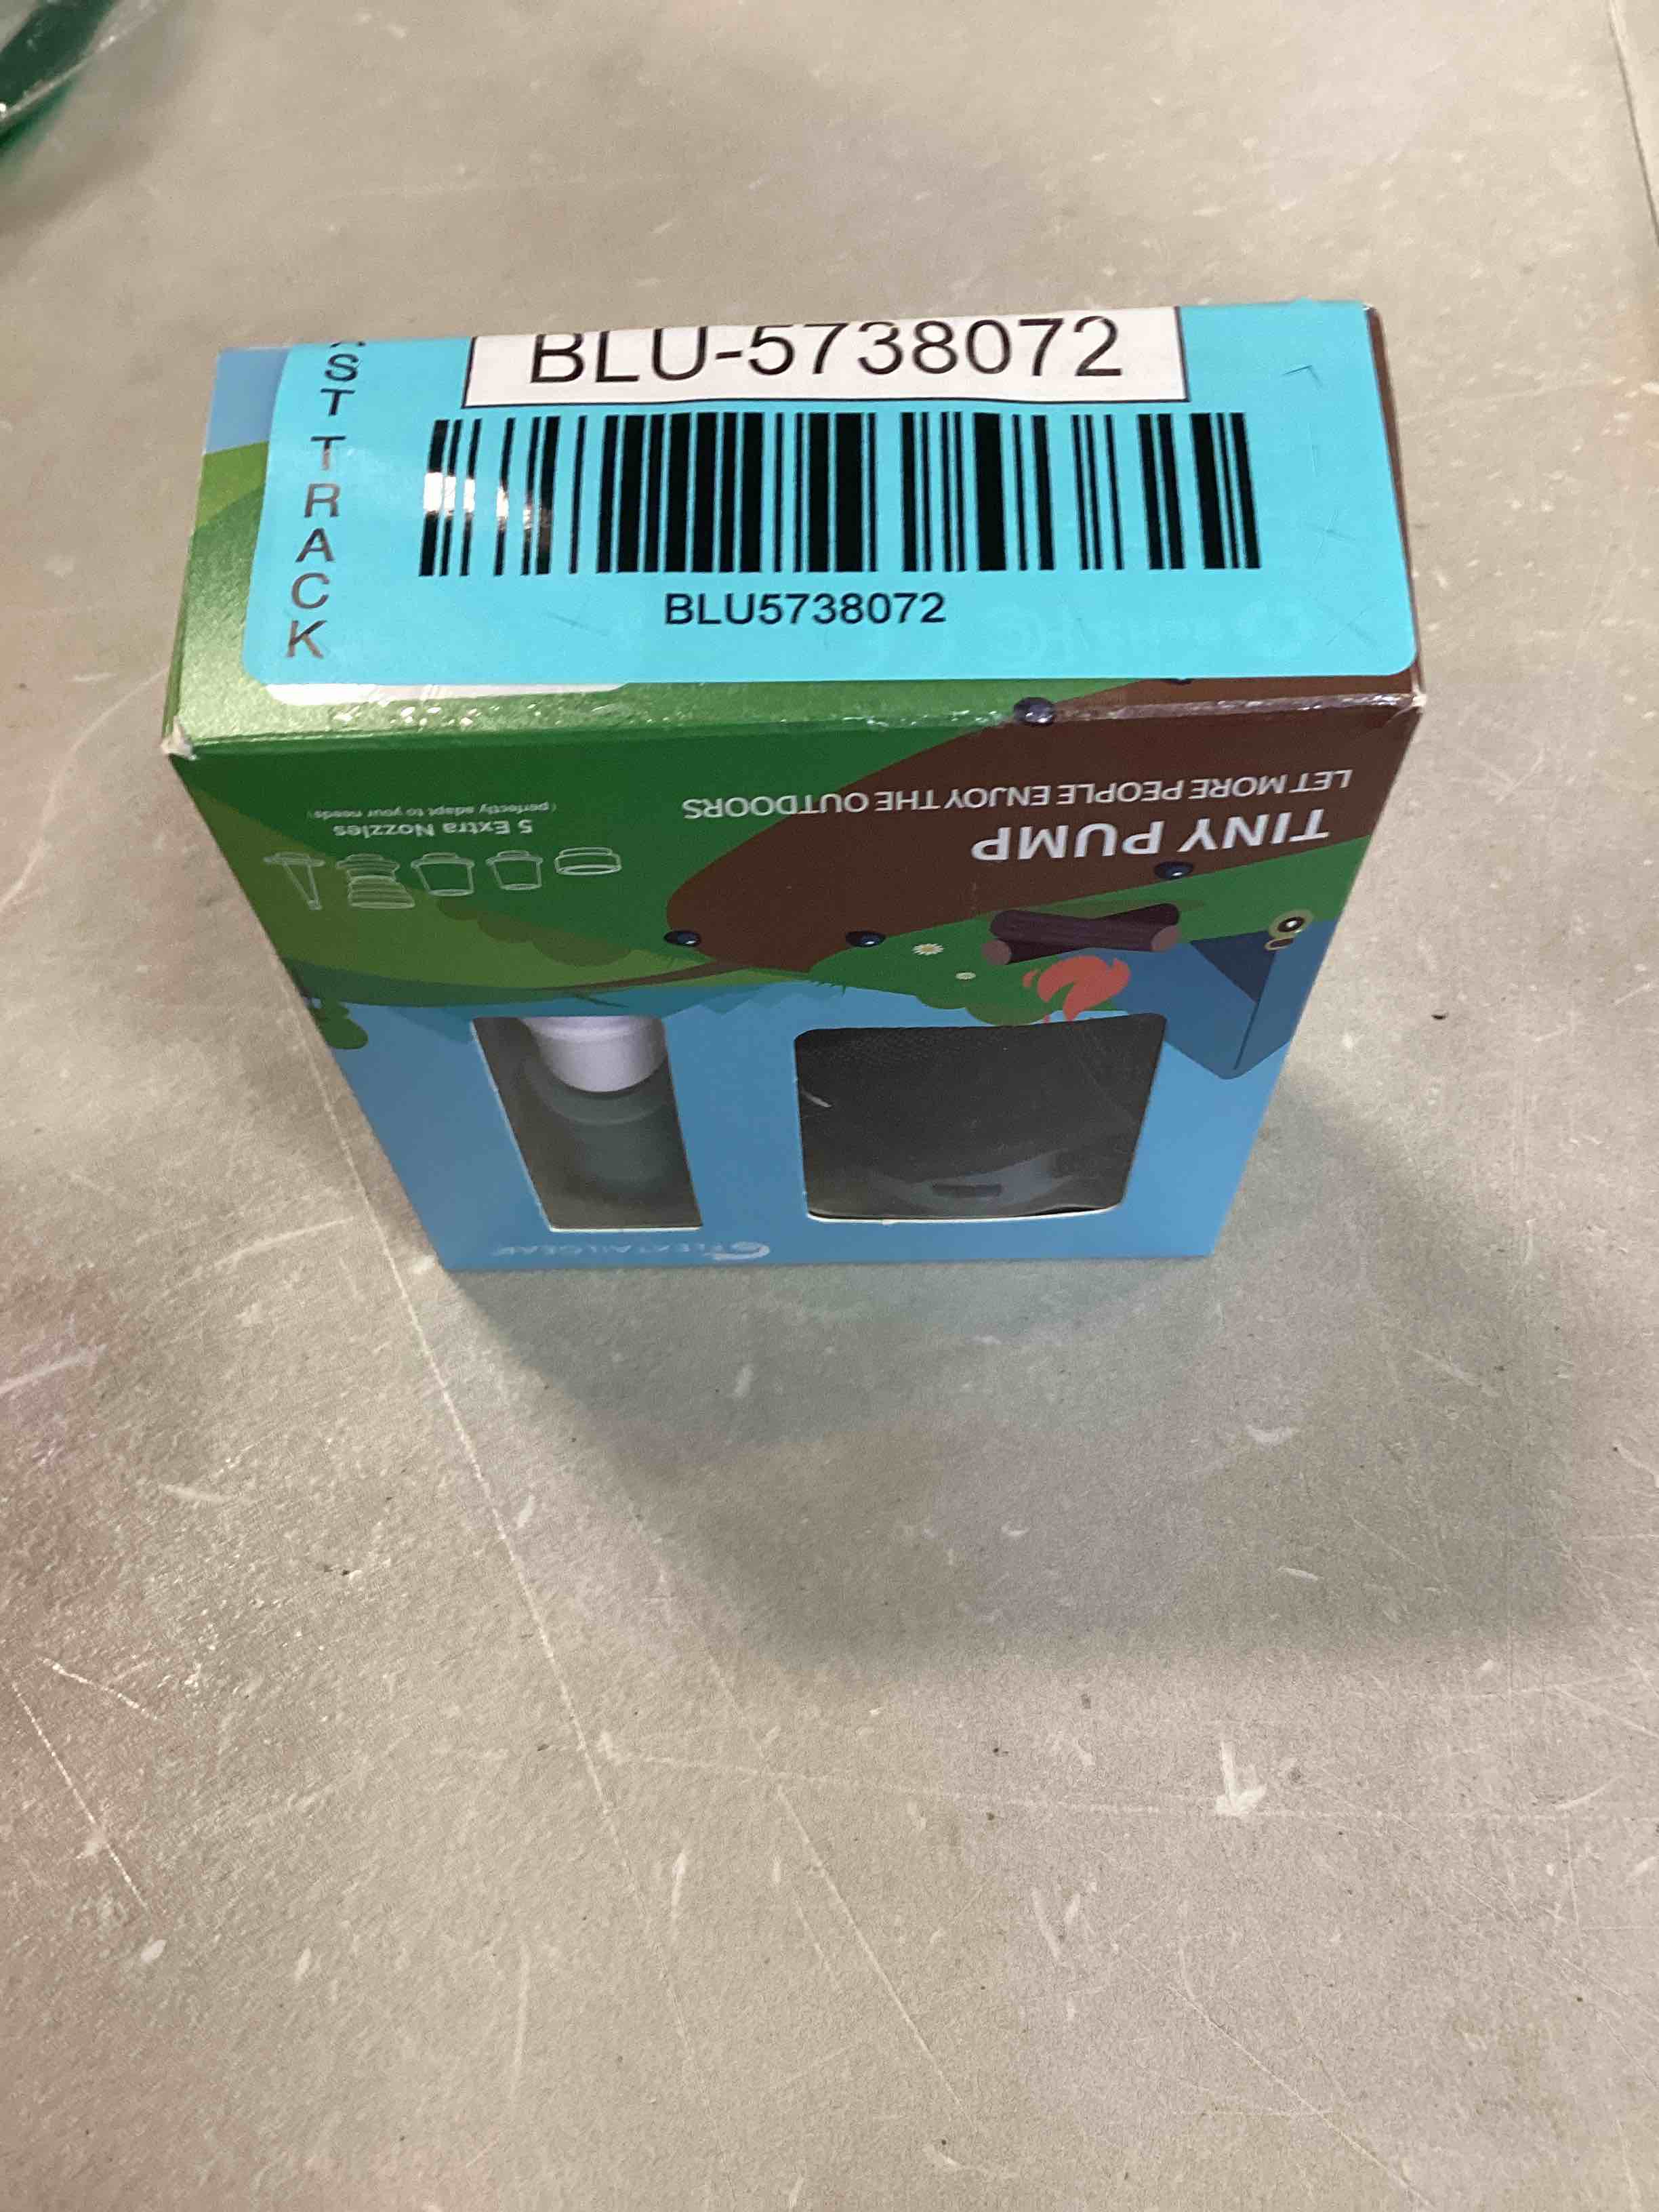 BLU-5738072
ST TRACK
BLU5738072
TINY PUMP
LET MORE PEOPLE ENJOY THE OUTDOORS
5 Extra Nozzles
(perfectly adapt to your needs)
FLEXTAILGEAR